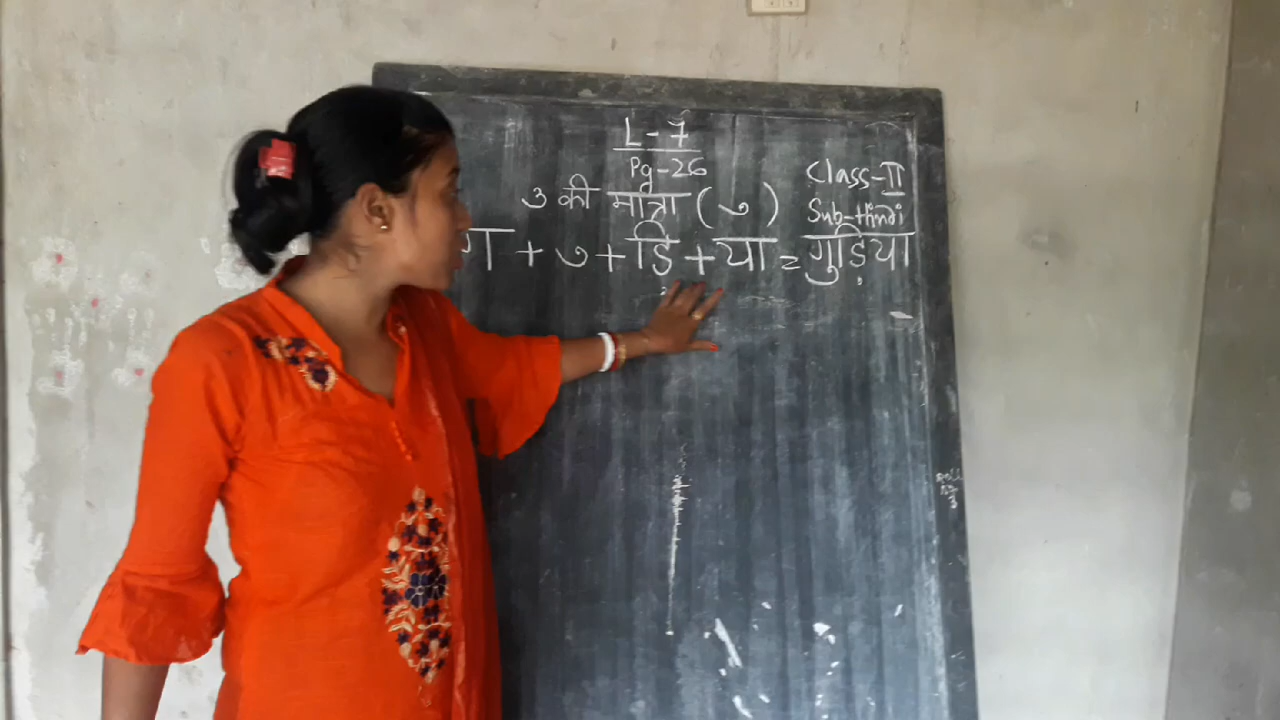 L-7
Pg-26
Class-II
उ की मात्रा ( ु )
Sub-Hindi
ग + ु + डि + या = गुड़िया